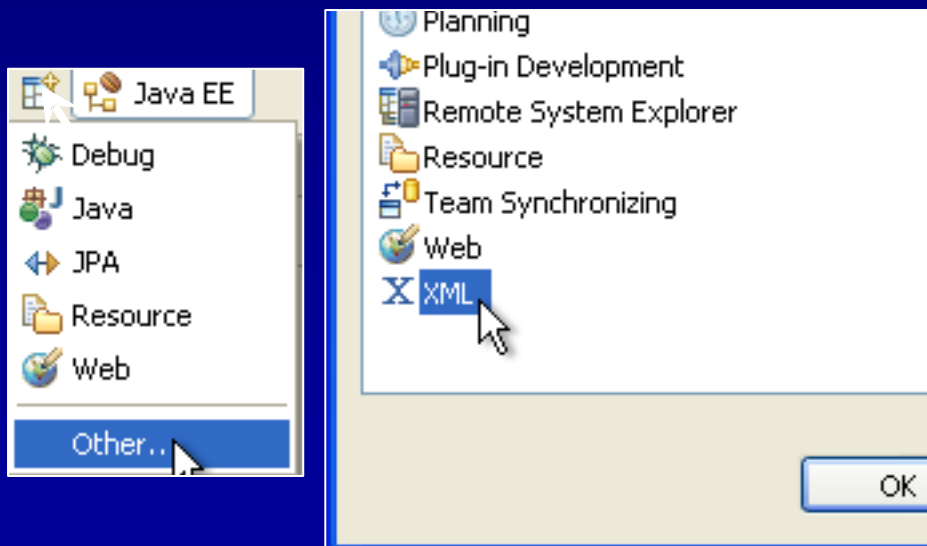 Java EE
Debug
Java
JPA
Resource
Web
Other...
Planning
Plug-in Development
Remote System Explorer
Resource
Team Synchronizing
Web
XML
OK